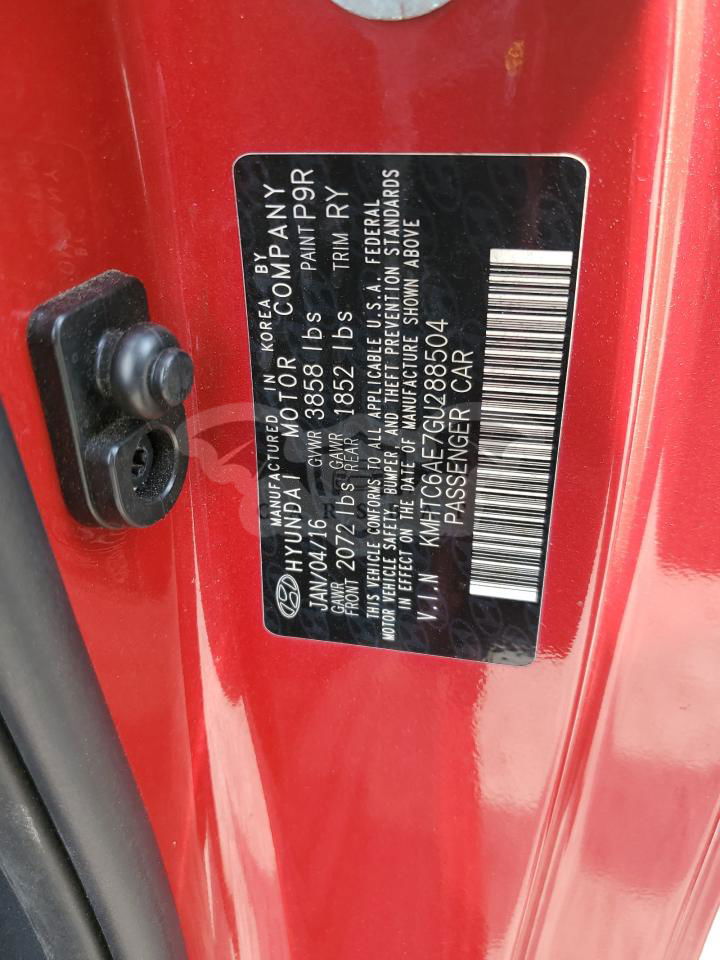 MANUFACTURED IN KOREA BY
HYUNDAI MOTOR COMPANY
JAN/04/16 GVWR 3858 lbs PAINT P9R
GAWR FRONT 2072 lbs GAWR REAR 1852 lbs TRIM RY
THIS VEHICLE CONFORMS TO ALL APPLICABLE U.S.A. FEDERAL
MOTOR VEHICLE SAFETY, BUMPER AND THEFT PREVENTION STANDARDS
IN EFFECT ON DATE OF MANUFACTURE SHOWN ABOVE
V.I.N KMHTC6AE7GU288504
PASSENGER CAR